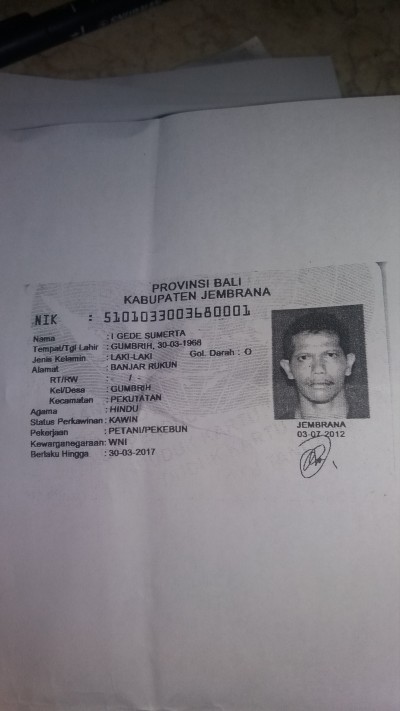 PROVINSI BALI
KABUPATEN JEMBRANA
NIK : 5101033003680001
Nama : I GEDE SUMERTA
Tempat/Tgl Lahir : GUMBRIH, 30-03-1968
Jenis Kelamin : LAKI-LAKI Gol. Darah : O
Alamat : BANJAR RUKUN
RT/RW : - / -
Kel/Desa : GUMBRIH
Kecamatan : PEKUTATAN
Agama : HINDU
Status Perkawinan : KAWIN
Pekerjaan : PETANI/PEKEBUN
Kewarganegaraan: WNI
Berlaku Hingga : 30-03-2017
JEMBRANA
03-07-2012